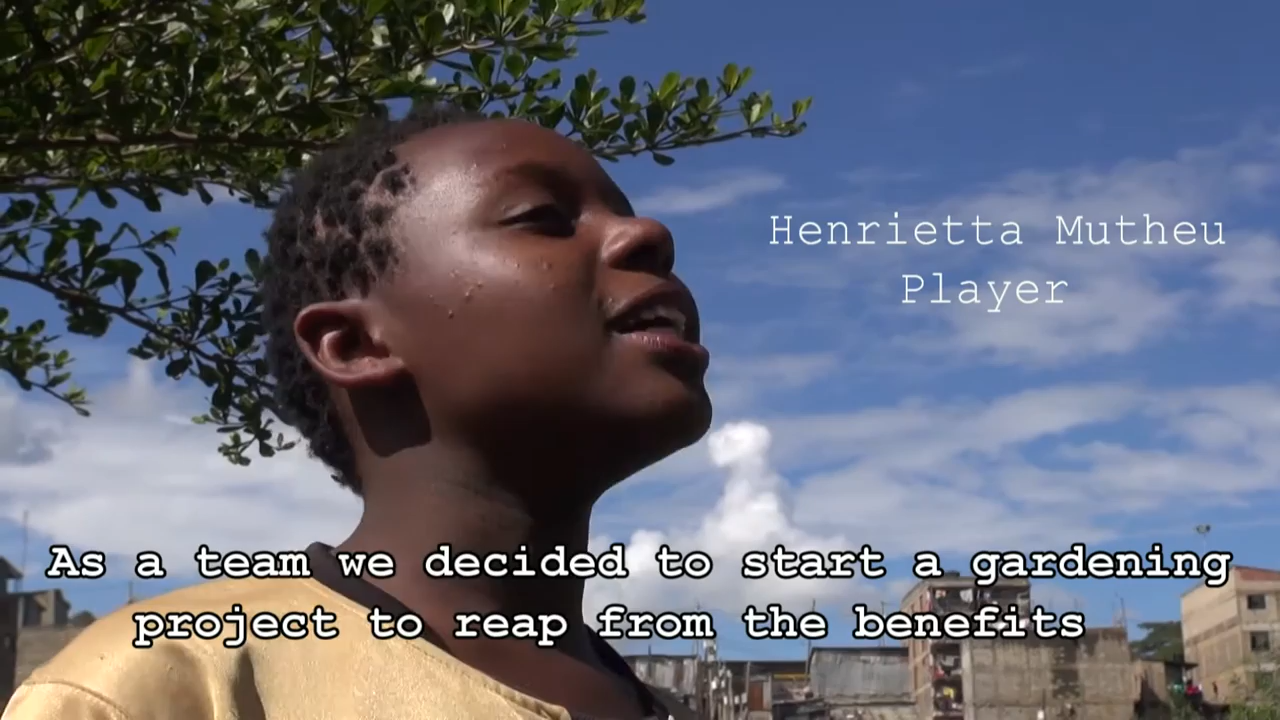 Henrietta Mutheu
Player
As a team we decided to start a gardening
project to reap from the benefits